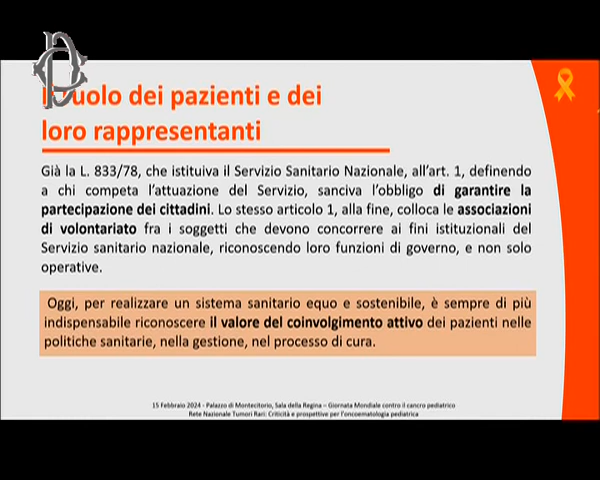 ruolo dei pazienti e dei
loro rappresentanti
Già la L. 833/78, che istituiva il Servizio Sanitario Nazionale, all'art. 1, definendo
a chi competa l'attuazione del Servizio, sanciva l'obbligo di garantire la
partecipazione dei cittadini. Lo stesso articolo 1, alla fine, colloca le associazioni
di volontariato fra i soggetti che devono concorrere ai fini istituzionali del
Servizio sanitario nazionale, riconoscendo loro funzioni di governo, e non solo
operative.
Oggi, per realizzare un sistema sanitario equo e sostenibile, è sempre di più
indispensabile riconoscere il valore del coinvolgimento attivo dei pazienti nelle
politiche sanitarie, nella gestione, nel processo di cura.
15 Febbraio 2024 - Palazzo di Montecitorio, Sala della Regina – Giornata Mondiale contro il cancro pediatrico
Rete Nazionale Tumori Rari: Criticità e prospettive per l'oncoematologia pediatrica